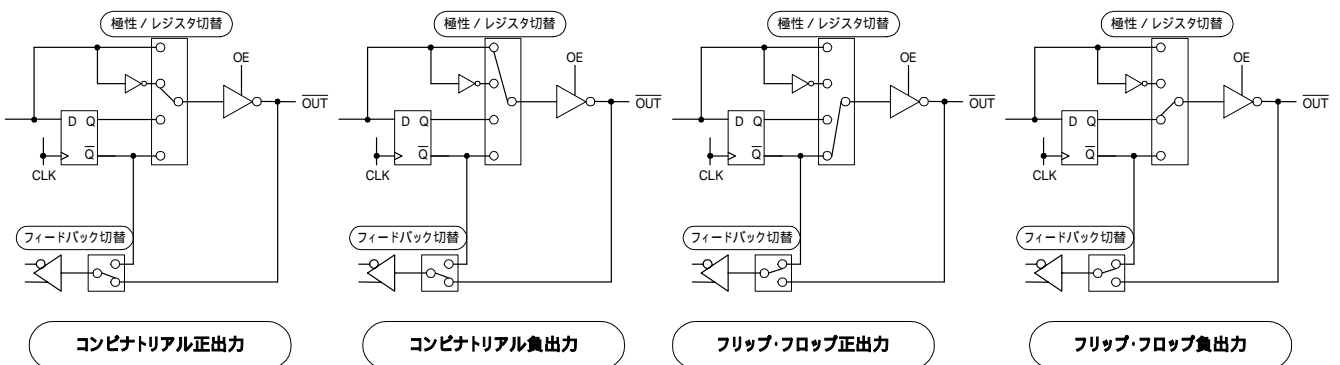 極性/レジスタ切替
OE
OUT
D Q
Q
CLK
フィードバック切替
コンビナトリアル正出力
極性/レジスタ切替
OE
OUT
D Q
Q
CLK
フィードバック切替
コンビナトリアル負出力
極性/レジスタ切替
OE
OUT
D Q
Q
CLK
フィードバック切替
フリップ・フロップ正出力
極性/レジスタ切替
OE
OUT
D Q
Q
CLK
フィードバック切替
フリップ・フロップ負出力